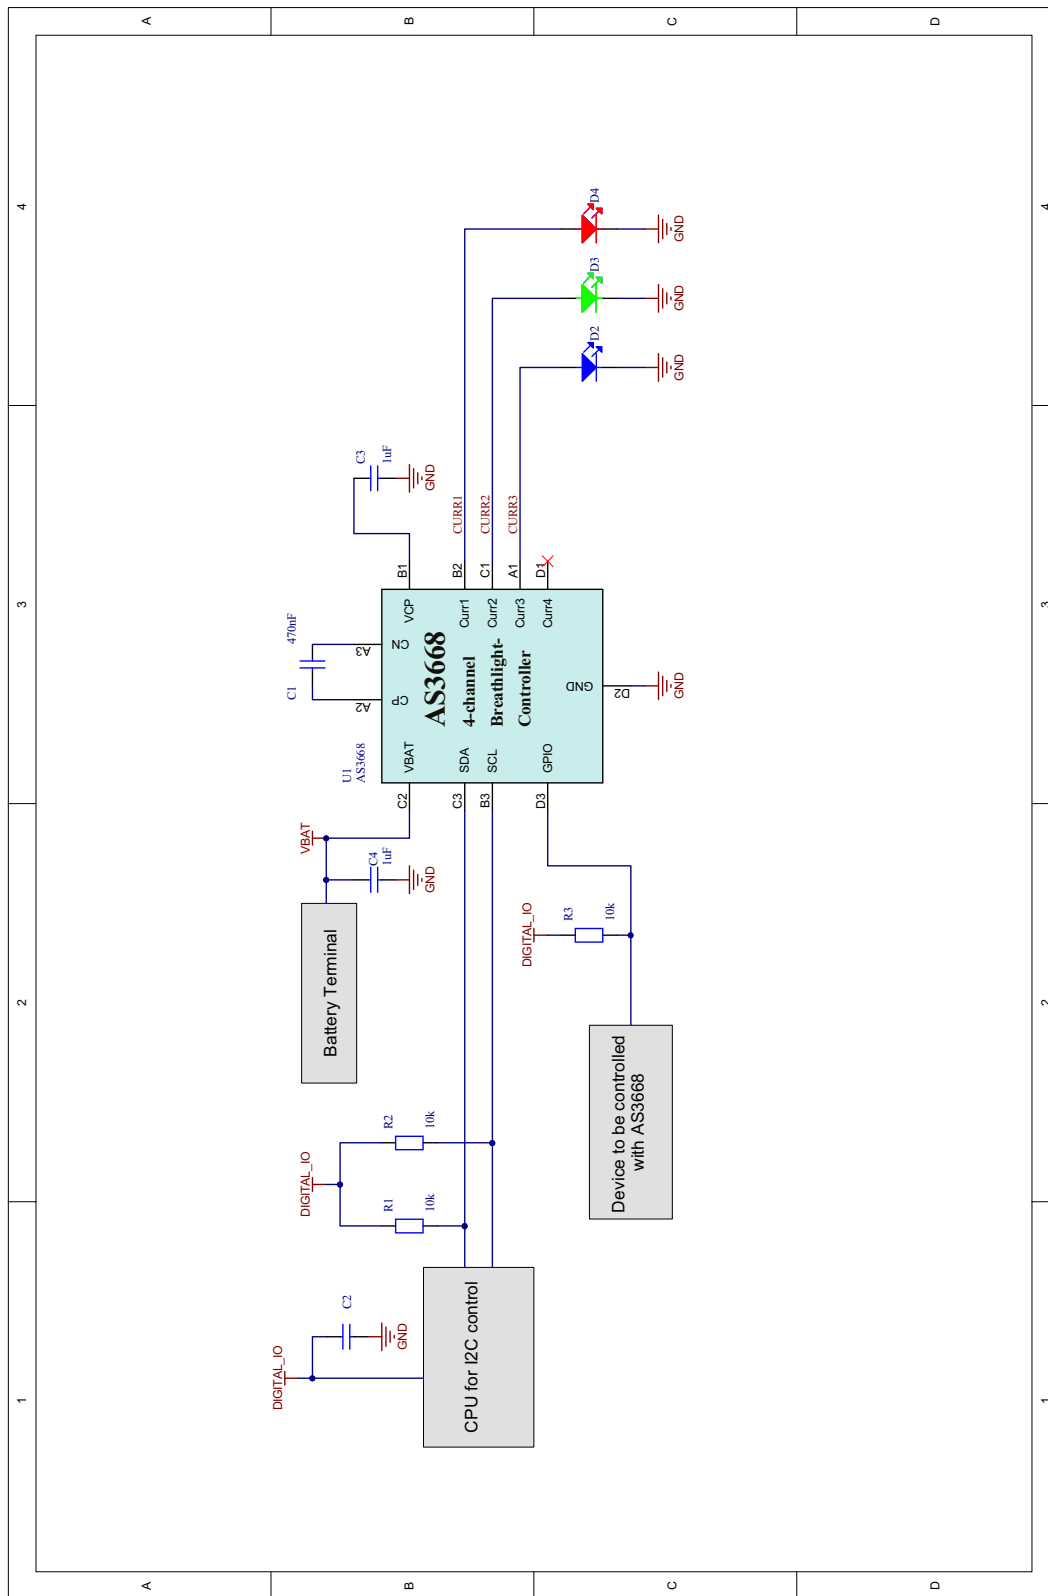 1
2
3
4
A
B
C
D
DIGITAL_IO
C2
GND
CPU for I2C control
DIGITAL_IO
R1
10k
R2
10k
Battery Terminal
VBAT
C4
1uF
GND
DIGITAL_IO
R3
10k
Device to be controlled
with AS3668
U1
AS3668
C1
470nF
A2
A3
CP
CN
C2
VBAT
VCP
B1
C3
1uF
GND
AS3668
4-channel
Breathlight-
Controller
C3
SDA
Curr1
B2
CURR1
B3
SCL
Curr2
C1
CURR2
Curr3
A1
CURR3
D3
GPIO
Curr4
D1
GND
D2
GND
D2
GND
D3
GND
D4
GND
A
B
C
D
1
2
3
4